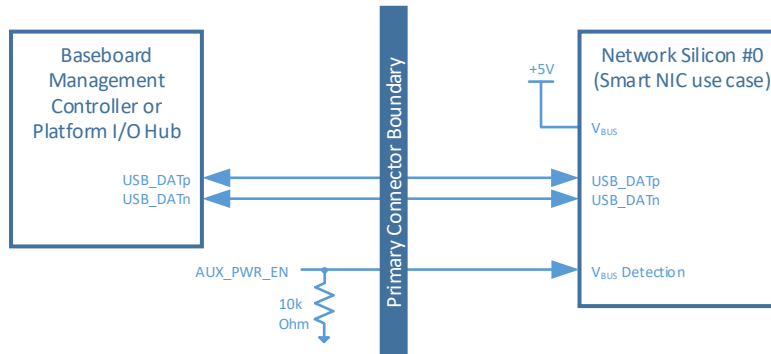 Baseboard
Management
Controller or
Platform I/O Hub
USB_DATp
USB_DATn
AUX_PWR_EN
10k
Ohm
Primary Connector Boundary
Network Silicon #0
(Smart NIC use case)
+5V
VBUS
USB_DATp
USB_DATn
VBUS Detection